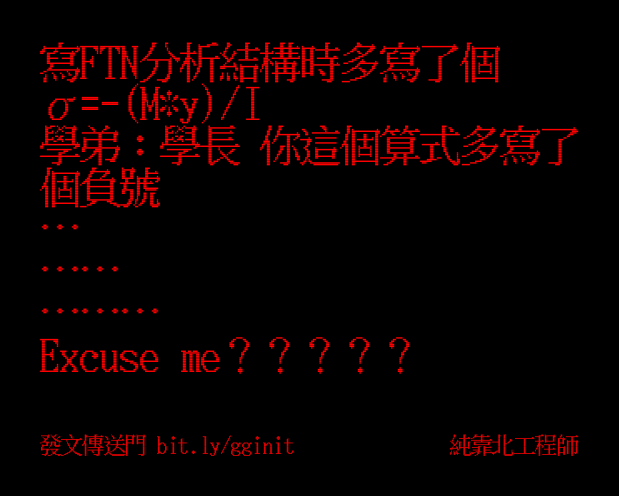 寫FTN分析結構時多寫了個
σ=-(M*y)/I
學弟：學長 你這個算式多寫了
個負號
...
......
.........
Excuse me？？？？？
發文傳送門 bit.ly/gginit
純靠北工程師